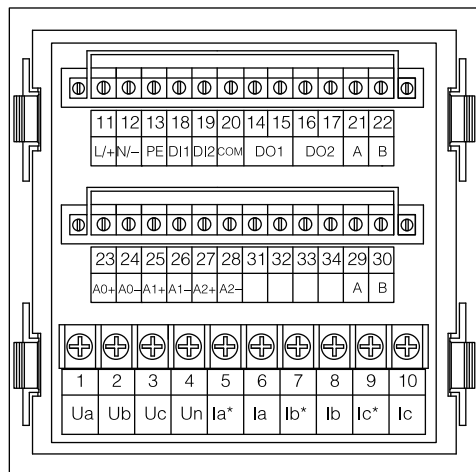 11 12 13 18 19 20 14 15 16 17 21 22
L/+ N/− PE DI1 DI2 COM DO1 DO2 A B
23 24 25 26 27 28 31 32 33 34 29 30
A0+ A0− A1+ A1− A2+ A2− A B
1 2 3 4 5 6 7 8 9 10
Ua Ub Uc Un Ia* Ia Ib* Ib Ic* Ic